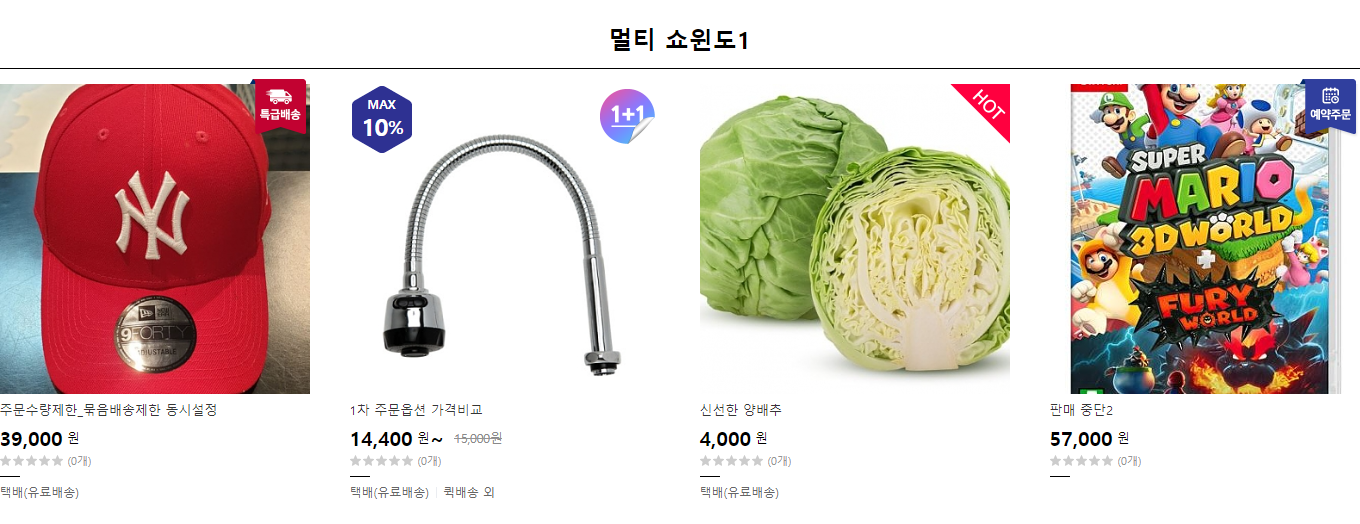 멀티 쇼윈도1
특급배송
NY
NEW ERA
9FORTY
ADJUSTABLE
주문수량제한_묶음배송제한 동시설정
39,000 원
(0개)
택배(유료배송)
MAX
10%
1+1
1차 주문옵션 가격비교
14,400 원~ 15,000원
(0개)
택배(유료배송) | 퀵배송 외
HOT
신선한 양배추
4,000 원
(0개)
택배(유료배송)
예약주문
SUPER
MARIO
3D WORLD
+
FURY
WORLD
판매 중단2
57,000 원
(0개)